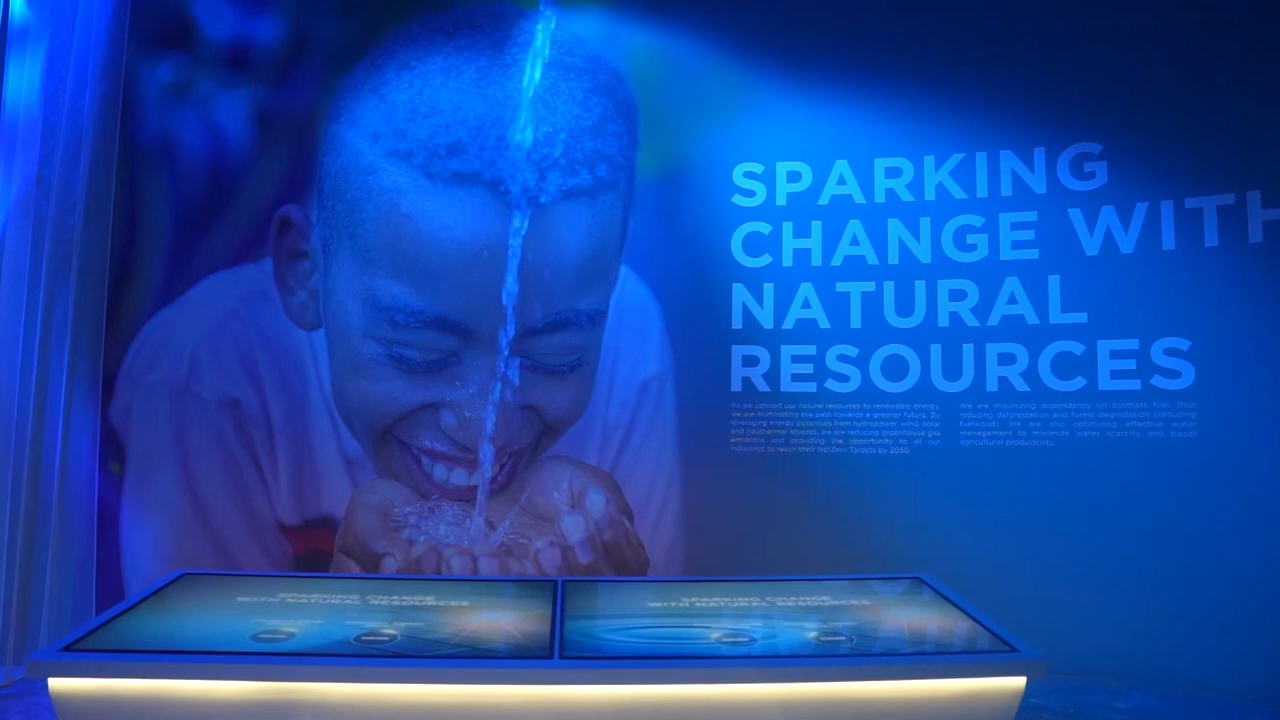 SPARKING
CHANGE WITH
NATURAL
RESOURCES
As we convert our natural resources to renewable energy,
we are illuminating the path towards a greener future. By
leveraging energy potentials from hydropower, wind, solar
and geothermal sources, we are reducing greenhouse gas
emissions and providing the opportunity to all our
industries to reach their NetZero Targets by 2050.
We are minimizing dependency on biomass fuel, thus
reducing deforestation and forest degradation (reducing
fuelwood). We are also optimizing effective water
management to minimize water scarcity and boost
agricultural productivity.
SPARKING CHANGE
WITH NATURAL RESOURCES
SPARKING CHANGE
WITH NATURAL RESOURCES